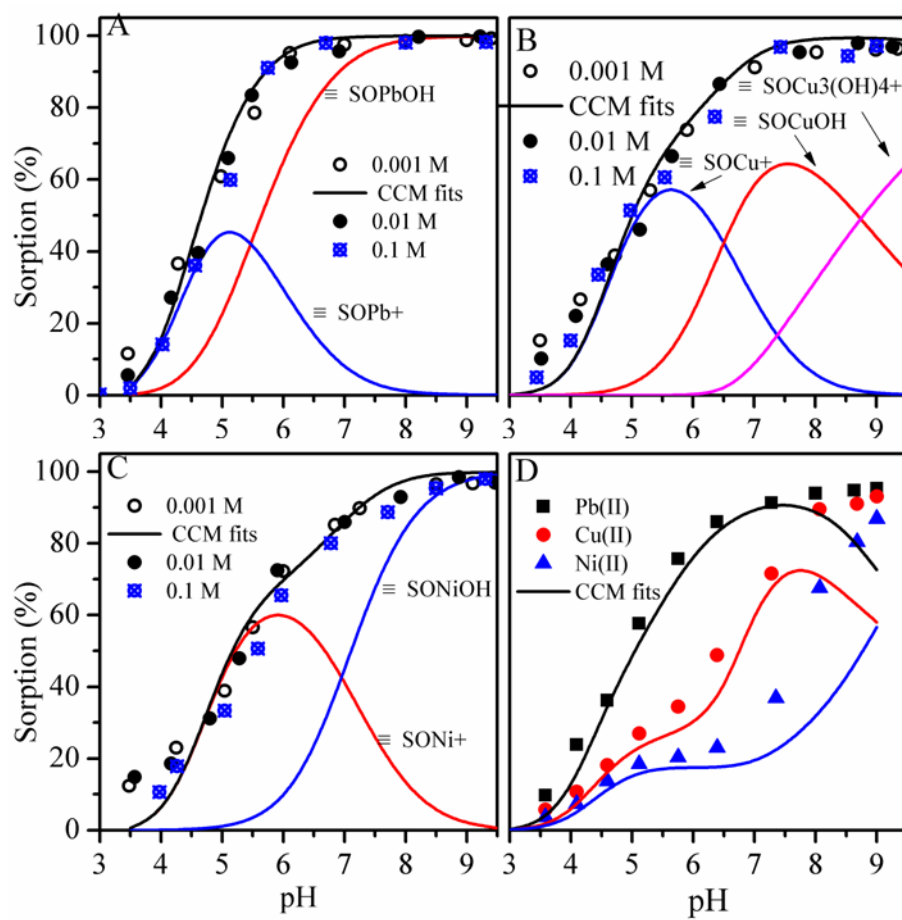 A
Sorption (%)
100
80
60
40
20
0
≡ SOPbOH
0.001 M
CCM fits
0.01 M
0.1 M
≡ SOPb+
3 4 5 6 7 8 9
B
0.001 M
CCM fits
0.01 M
0.1 M
≡ SOCu3(OH)4+
≡ SOCuOH
≡ SOCu+
3 4 5 6 7 8 9
C
Sorption (%)
100
80
60
40
20
0
0.001 M
CCM fits
0.01 M
0.1 M
≡ SONiOH
≡ SONi+
3 4 5 6 7 8 9
pH
D
Pb(II)
Cu(II)
Ni(II)
CCM fits
3 4 5 6 7 8 9
pH